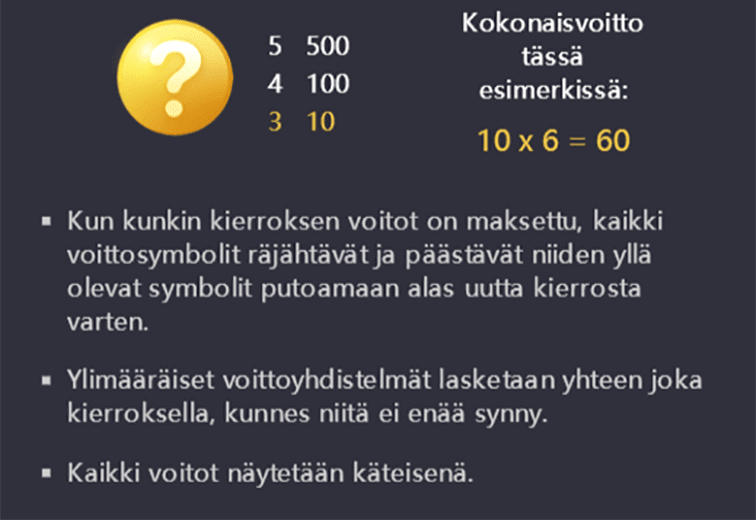 ?
5 500
4 100
3 10
Kokonaisvoitto
tässä
esimerkissä:
10 x 6 = 60
▪ Kun kunkin kierroksen voitot on maksettu, kaikki
voittosymbolit räjähtävät ja päästävät niiden yllä
olevat symbolit putoamaan alas uutta kierrosta
varten.
▪ Ylimääräiset voittoyhdistelmät lasketaan yhteen joka
kierroksella, kunnes niitä ei enää synny.
▪ Kaikki voitot näytetään käteisenä.